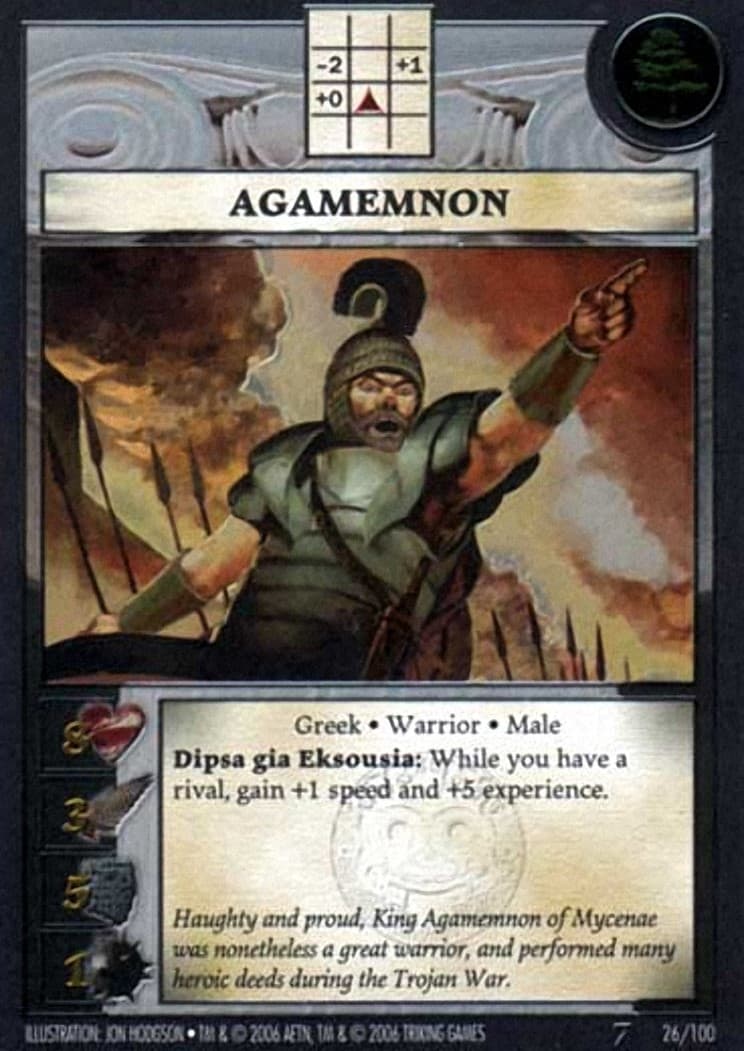 -2 +1
+0
AGAMEMNON
Greek • Warrior • Male
Dipsa gia Eksousia: While you have a
rival, gain +1 speed and +5 experience.
8
3
5
1
Haughty and proud, King Agamemnon of Mycenae
was nonetheless a great warrior, and performed many
heroic deeds during the Trojan War.
ILLUSTRATION: JON HODGSON • TM & © 2006 AETN, TM & © 2006 TRIKING GAMES 7 26/100